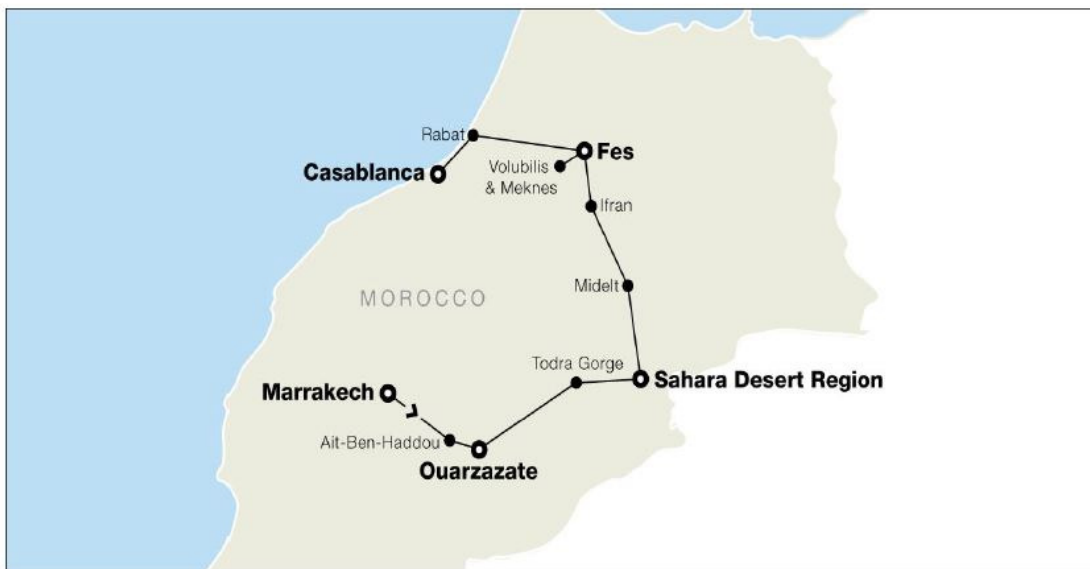 Rabat
Fes
Casablanca
Volubilis
& Meknes
Ifran
Midelt
MOROCCO
Todra Gorge
Sahara Desert Region
Marrakech
Ait-Ben-Haddou
Ouarzazate